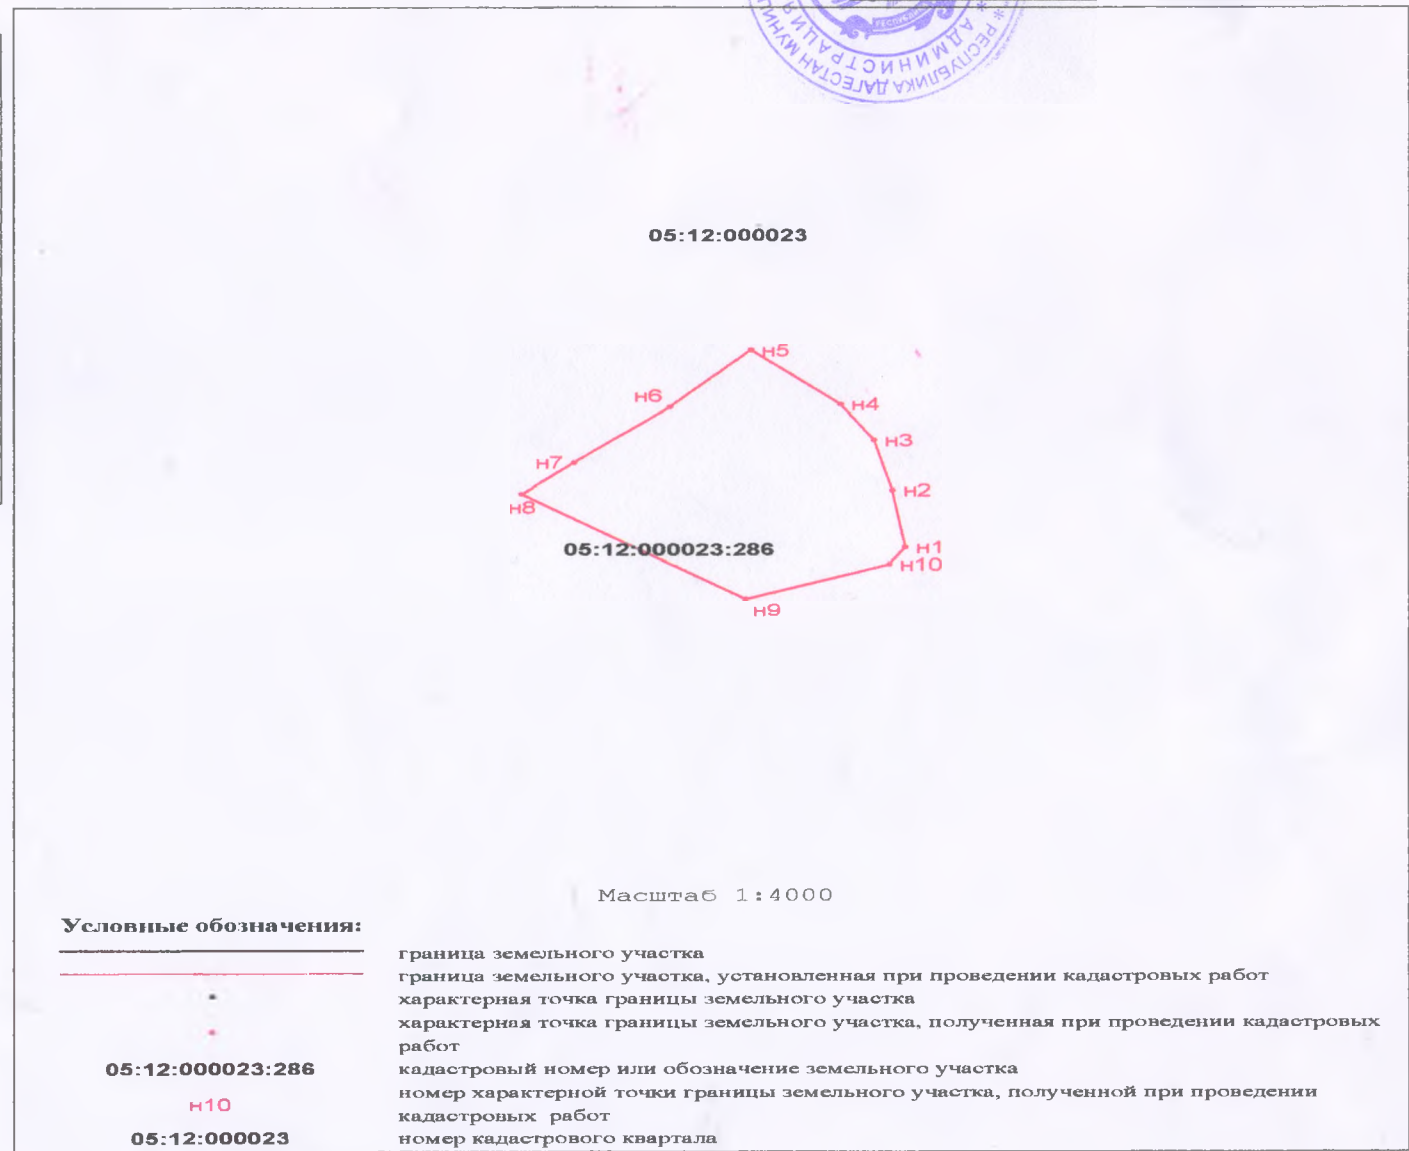 РЕСПУБЛИКА ДАГЕСТАН МУНИЦИ
АДМИНИСТРАЦИЯ
05:12:000023
н5
н6
н4
н3
н7
н2
н8
05:12:000023:286
н1
н10
н9
Масштаб 1:4000
Условные обозначения:
граница земельного участка
граница земельного участка, установленная при проведении кадастровых работ
характерная точка границы земельного участка
характерная точка границы земельного участка, полученная при проведении кадастровых
работ
05:12:000023:286 кадастровый номер или обозначение земельного участка
н10 номер характерной точки границы земельного участка, полученной при проведении
кадастровых работ
05:12:000023 номер кадастрового квартала